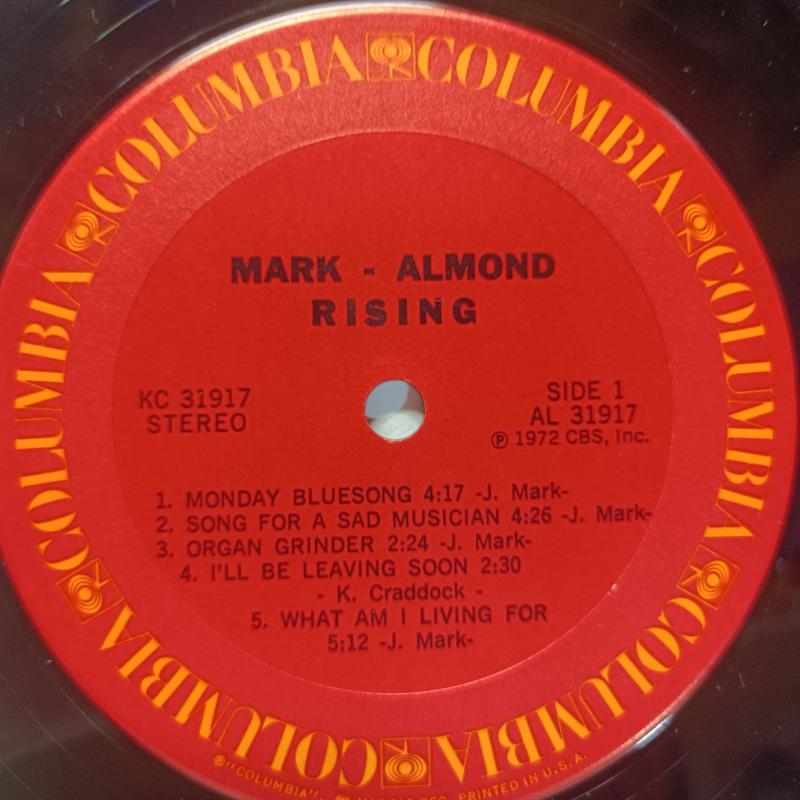 COLUMBIA COLUMBIA COLUMBIA COLUMBIA COLUMBIA COLUMBIA COLUMBIA
MARK - ALMOND
RISING
KC 31917
STEREO
SIDE 1
AL 31917
Ⓟ 1972 CBS, Inc.
1. MONDAY BLUESONG 4:17 -J. Mark-
2. SONG FOR A SAD MUSICIAN 4:26 -J. Mark-
3. ORGAN GRINDER 2:24 -J. Mark-
4. I'LL BE LEAVING SOON 2:30
- K. Craddock -
5. WHAT AM I LIVING FOR
5:12 -J. Mark-
®"COLUMBIA", PRINTED IN U.S.A.